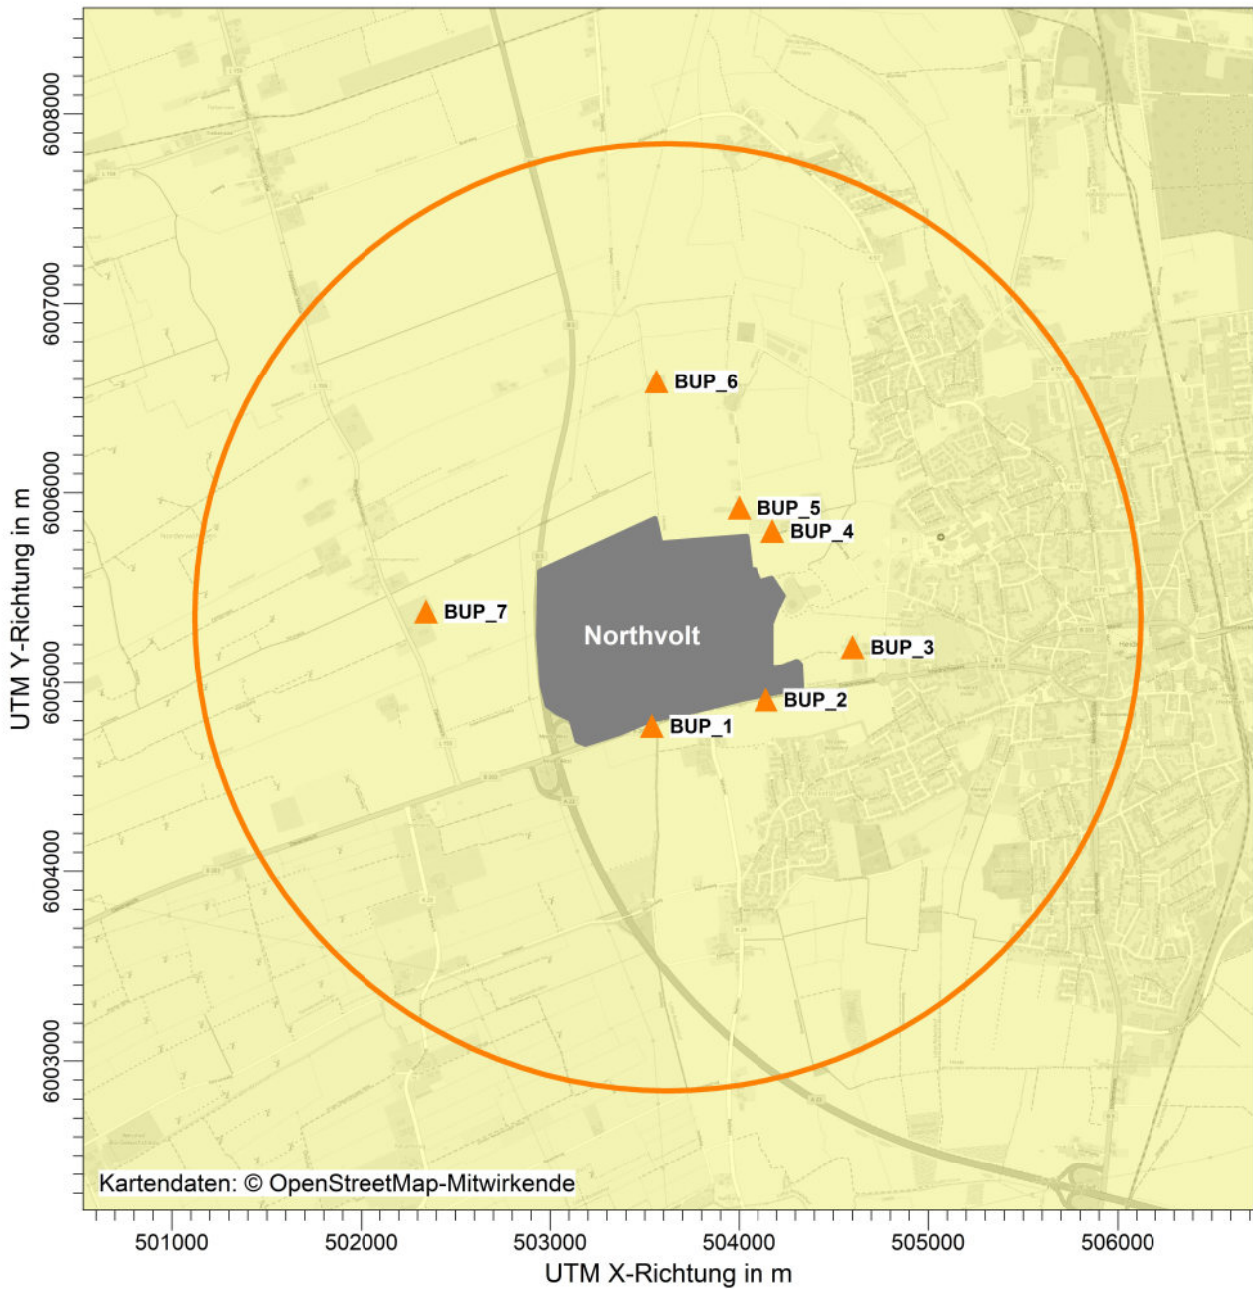 6008000
6007000
6006000
6005000
6004000
6003000
UTM Y-Richtung in m
BUP_6
BUP_5
BUP_4
BUP_7
Northvolt
BUP_3
BUP_2
BUP_1
Kartendaten: © OpenStreetMap-Mitwirkende
501000 502000 503000 504000 505000 506000
UTM X-Richtung in m